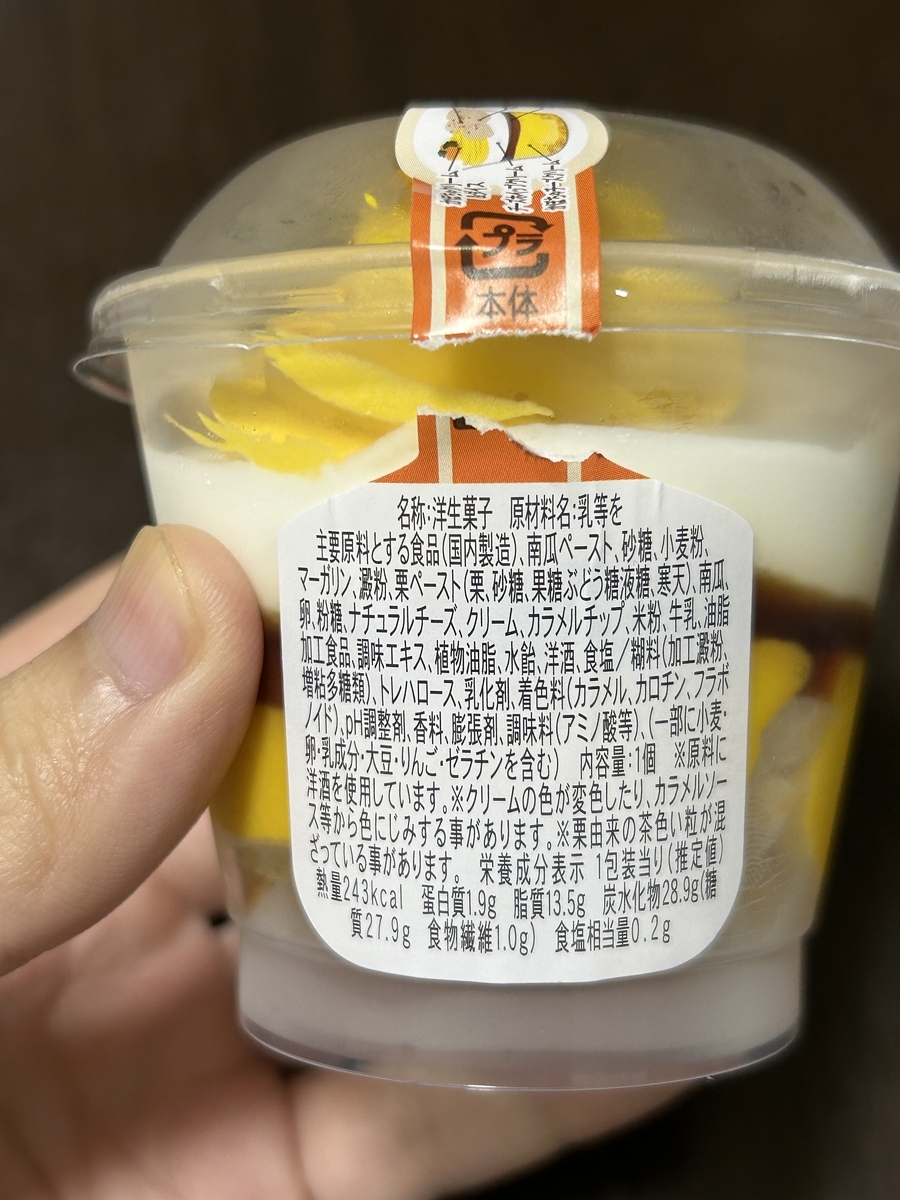 プラ
本体
名称:洋生菓子 原材料名:乳等を
主要原料とする食品(国内製造)、南瓜ペースト、砂糖、小麦粉、
マーガリン、澱粉、栗ペースト(栗、砂糖、果糖ぶどう糖液糖、寒天)、南瓜、
卵、粉糖、ナチュラルチーズ、クリーム、カラメルチップ、米粉、牛乳、油脂
加工食品、調味エキス、植物油脂、水飴、洋酒、食塩/糊料(加工澱粉、
増粘多糖類)、トレハロース、乳化剤、着色料(カラメル、カロチン、フラボ
ノイド)、pH調整剤、香料、膨張剤、調味料(アミノ酸等)、(一部に小麦・
卵・乳成分・大豆・りんご・ゼラチンを含む) 内容量:1個 ※原料に
洋酒を使用しています。※クリームの色が変色したり、カラメルソー
ス等から色にじみする事があります。※栗由来の茶色い粒が混
ざっている事があります。 栄養成分表示 1包装当り(推定値)
熱量243kcal 蛋白質1.9g 脂質13.5g 炭水化物28.9g(糖
質27.9g 食物繊維1.0g) 食塩相当量0.2g